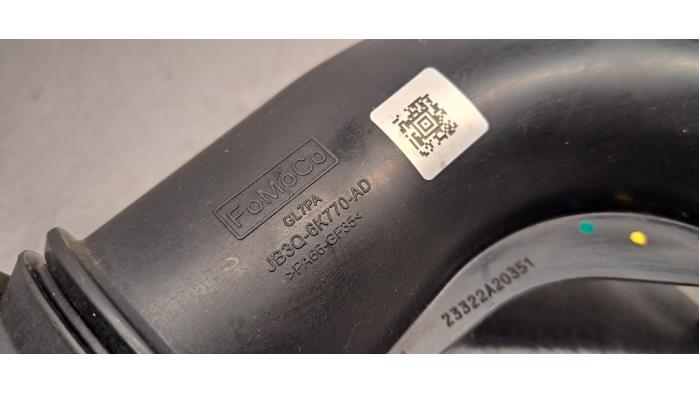 FoMoCo
GL7PA
JB3Q-6K770-AD
>PA66-GF35<
23322A20351